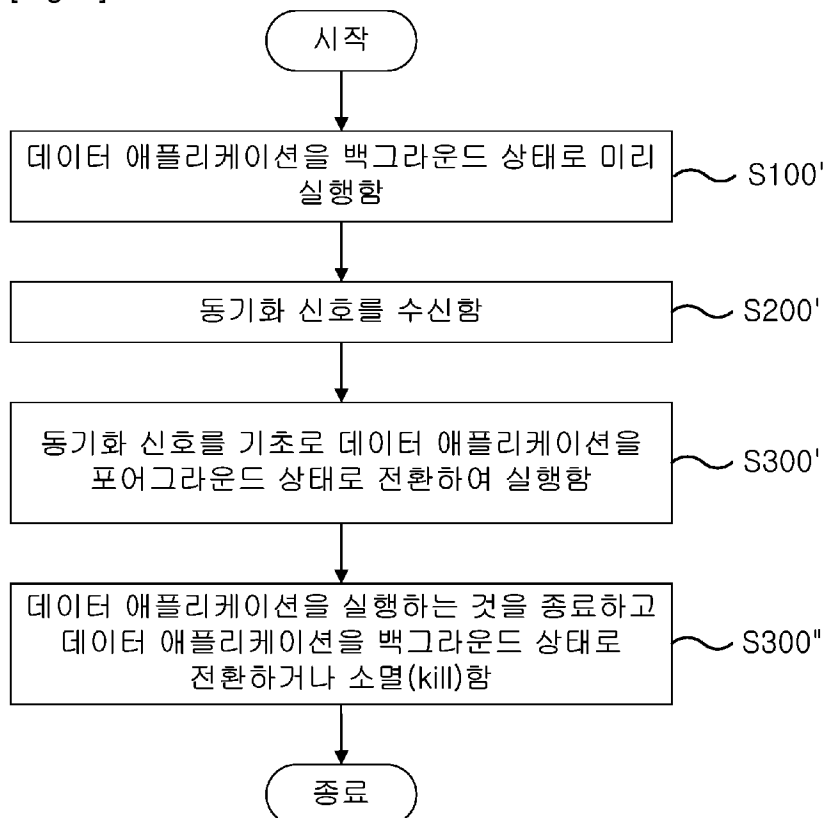 시작
데이터 애플리케이션을 백그라운드 상태로 미리
실행함
S100'
동기화 신호를 수신함
S200'
동기화 신호를 기초로 데이터 애플리케이션을
포어그라운드 상태로 전환하여 실행함
S300'
데이터 애플리케이션을 실행하는 것을 종료하고
데이터 애플리케이션을 백그라운드 상태로
전환하거나 소멸(kill)함
S300"
종료